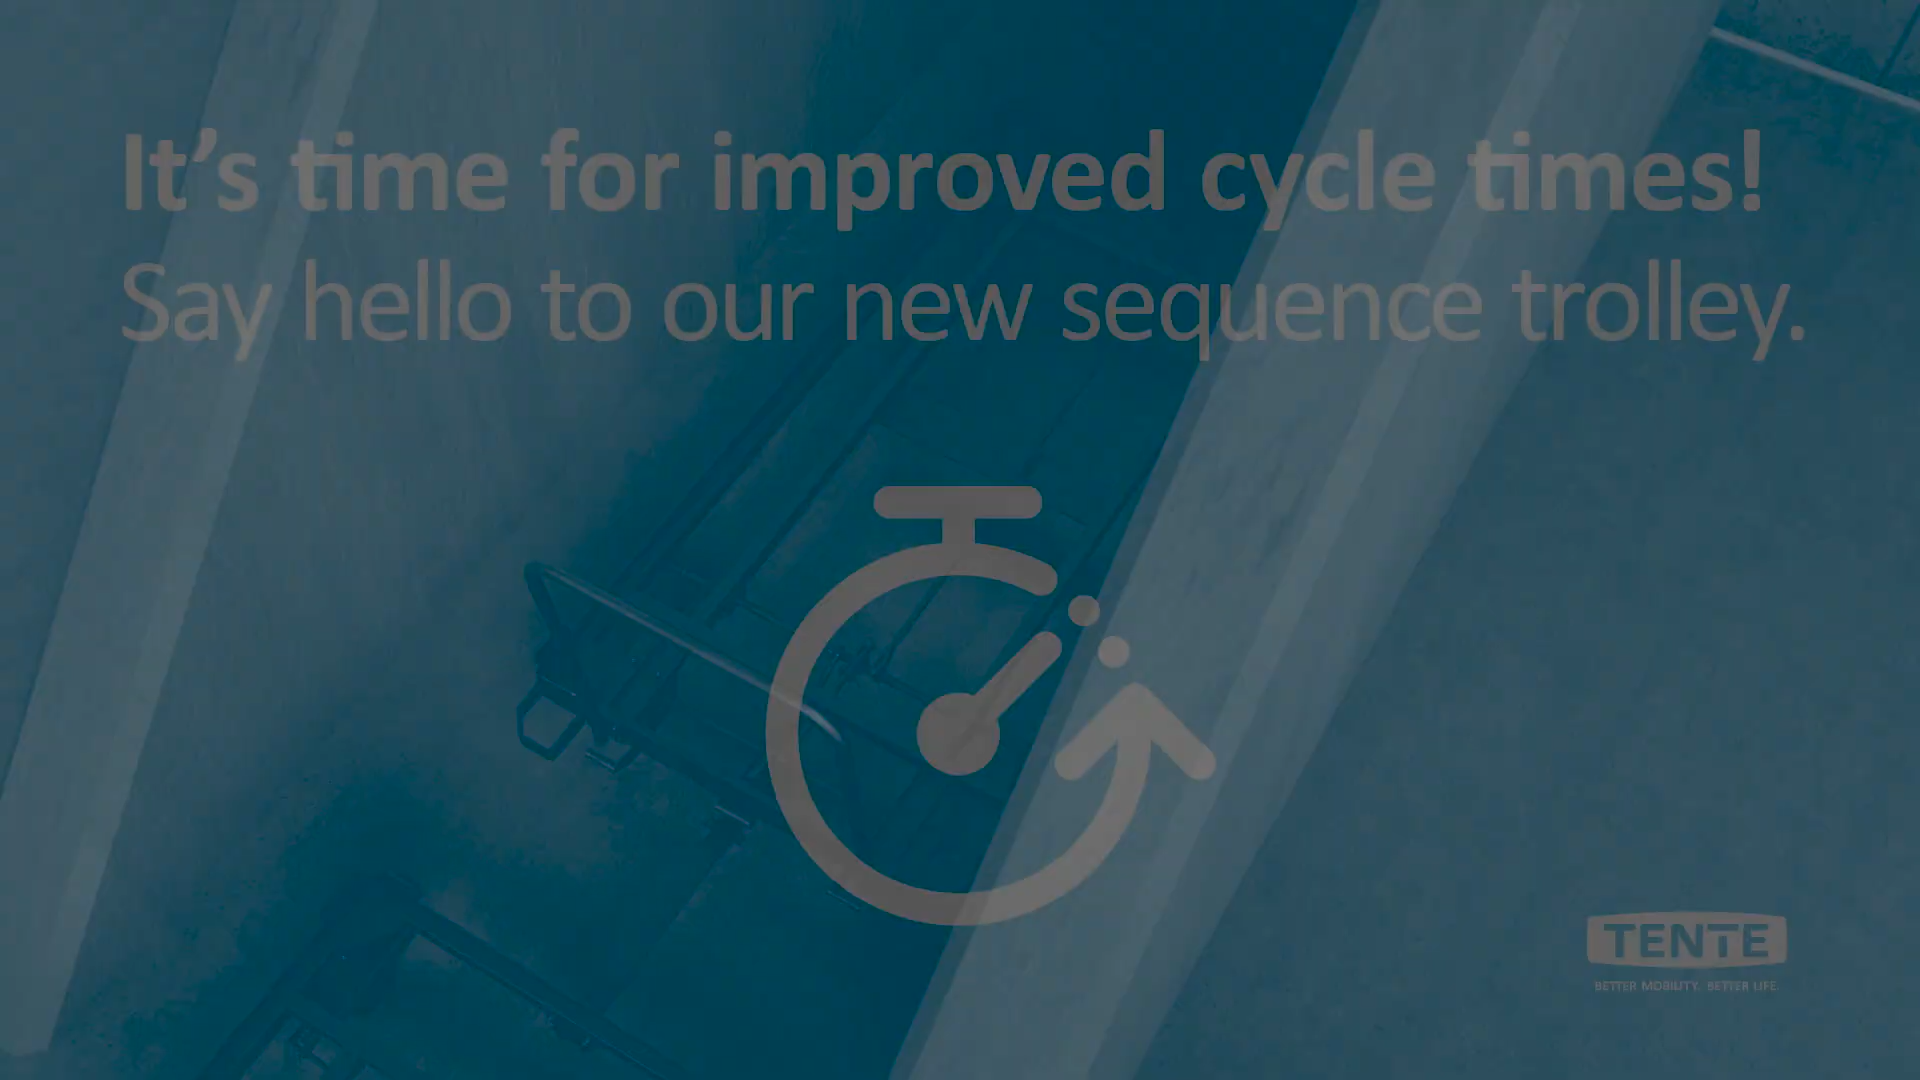 It’s time for improved cycle times!
Say hello to our new sequence trolley.
TENTE
BETTER MOBILITY. BETTER LIFE.